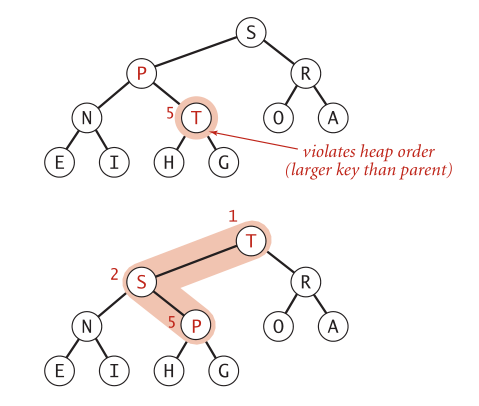 S
P R
N 5 T O A
E I H G
violates heap order
(larger key than parent)
1
T
2 S R
N 5 P O A
E I H G